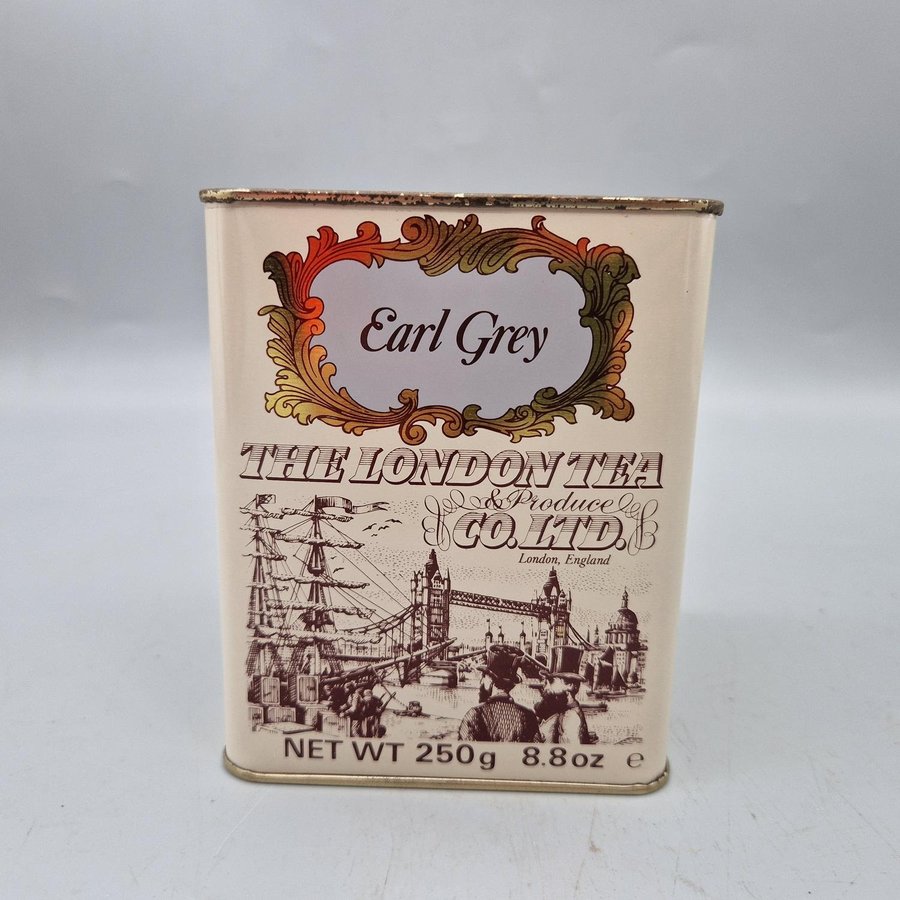 Earl Grey
THE LONDON TEA
& Produce
CO. LTD.
London, England
NET WT 250g 8.8oz ℮